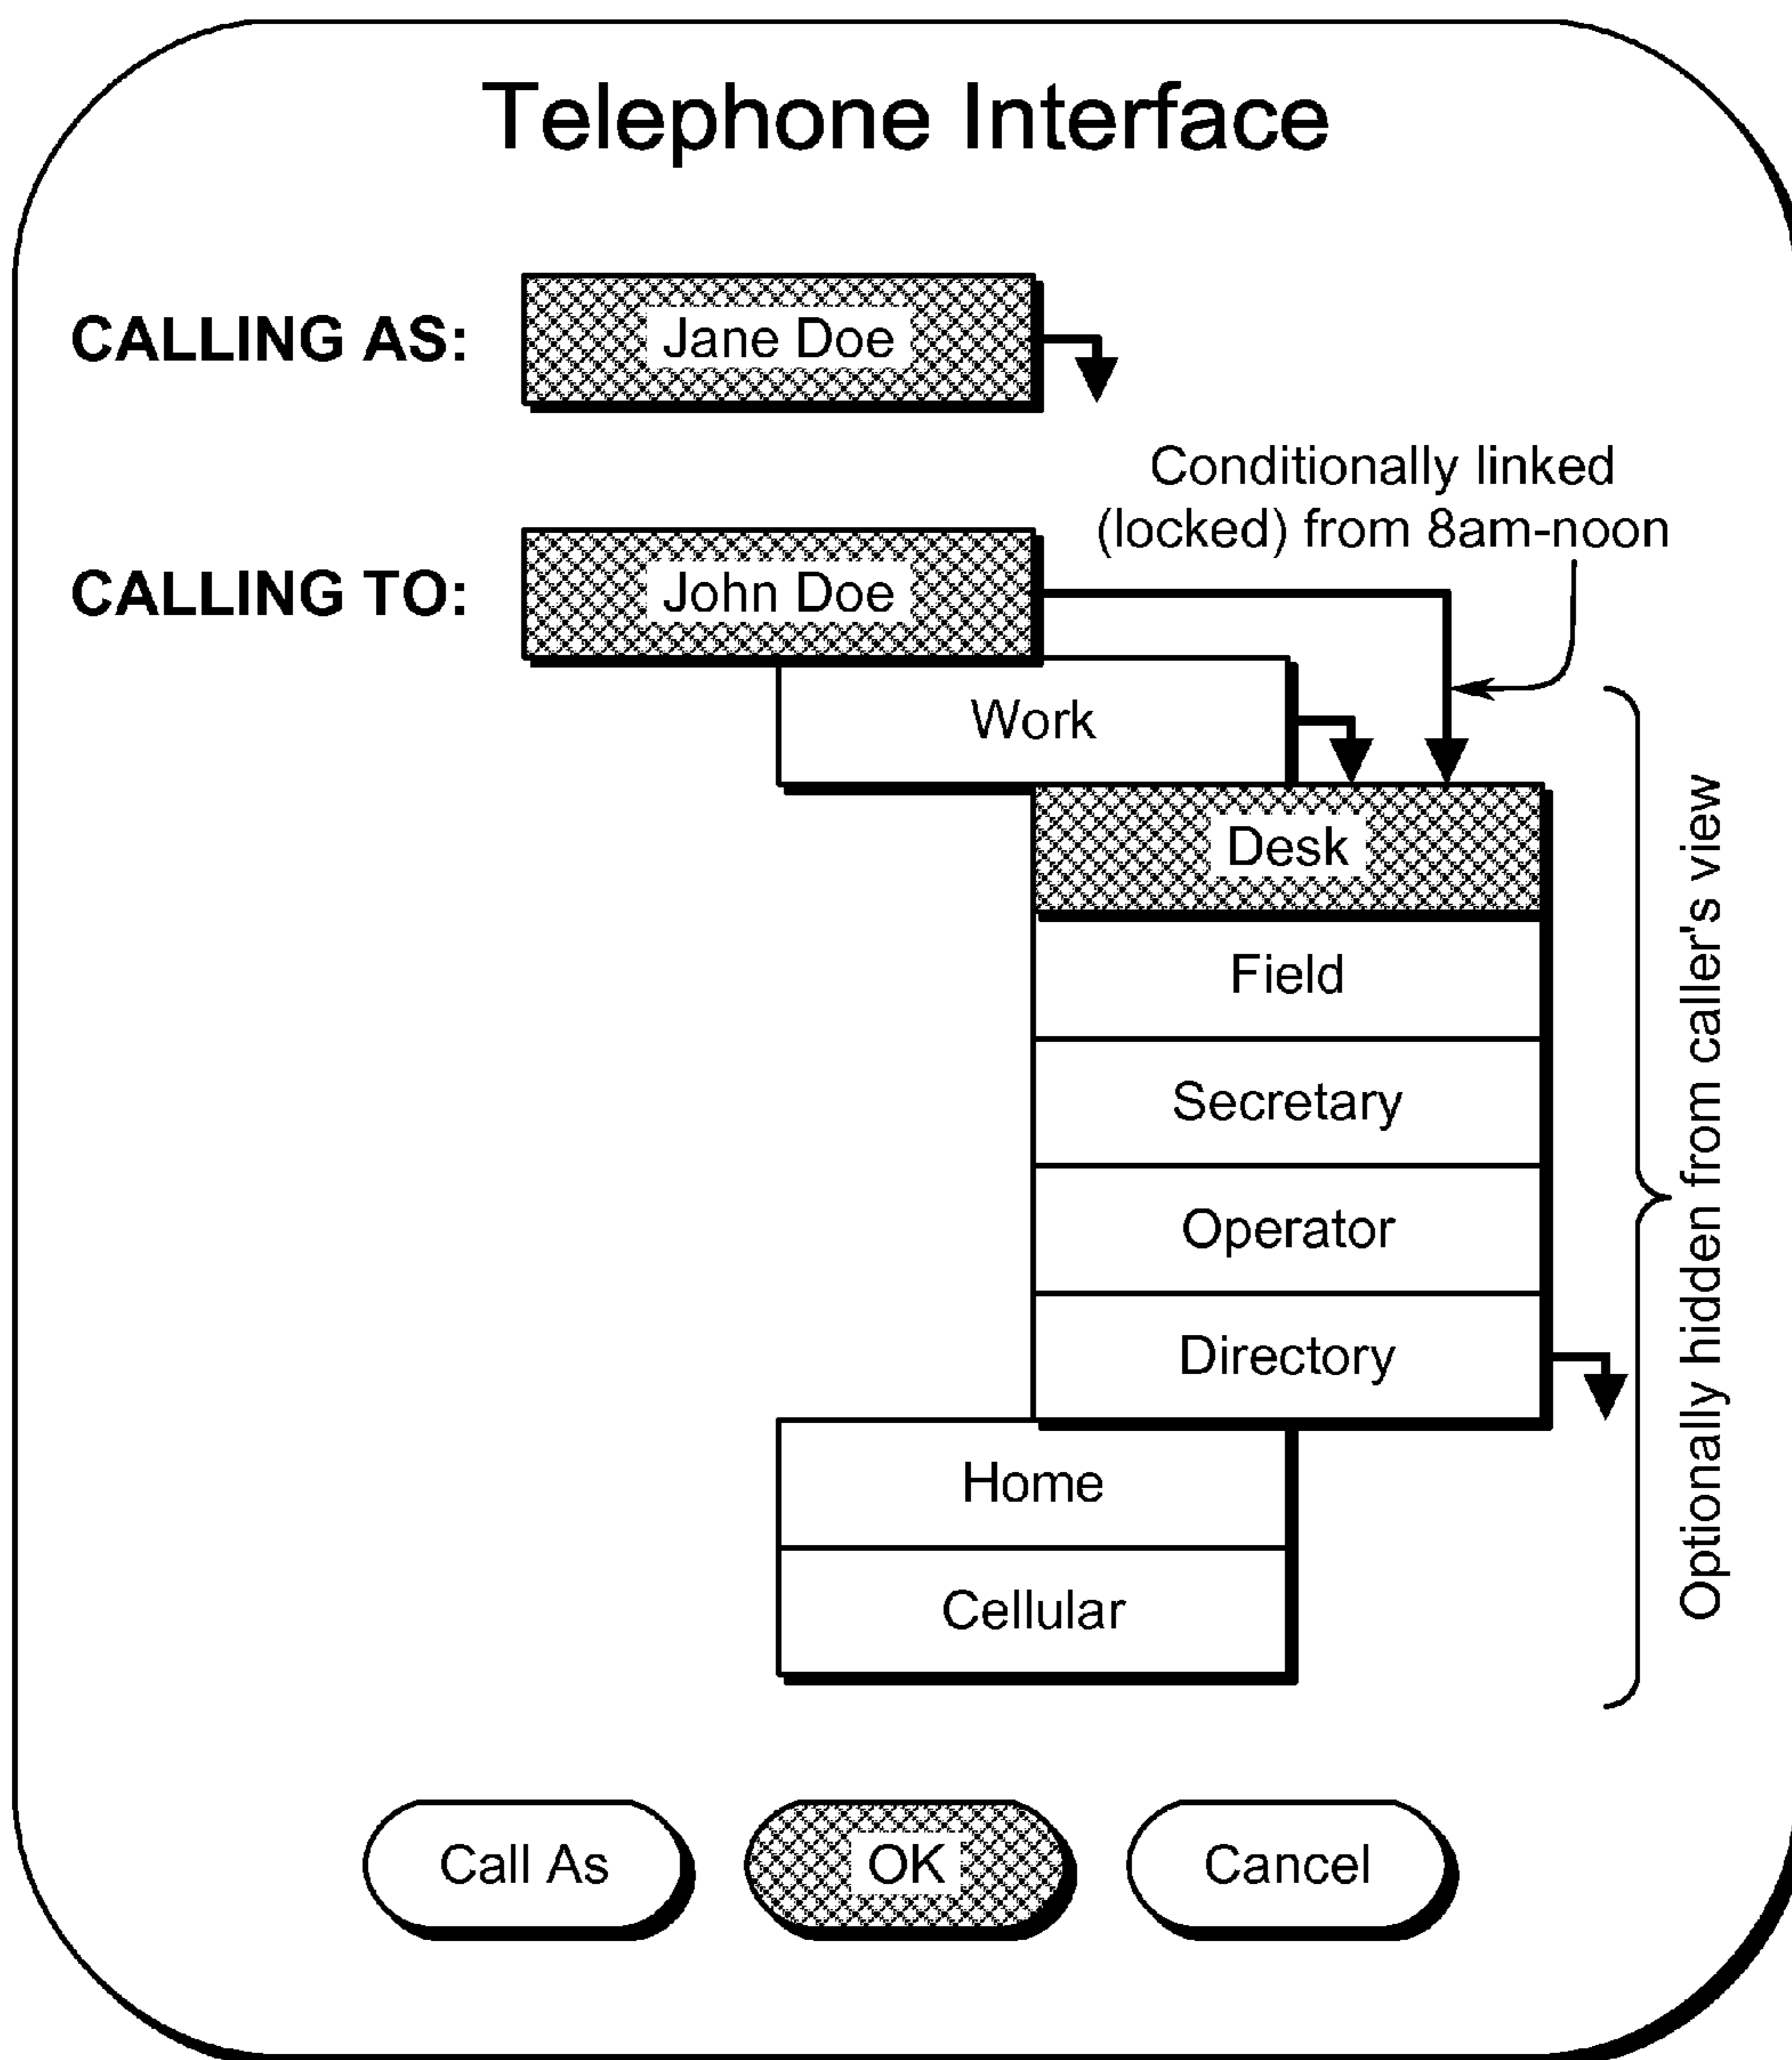 Telephone Interface
CALLING AS:
Jane Doe
Conditionally linked
(locked) from 8am-noon
CALLING TO:
John Doe
Work
Desk
Field
Secretary
Operator
Directory
Home
Cellular
Optionally hidden from caller's view
Call As
OK
Cancel